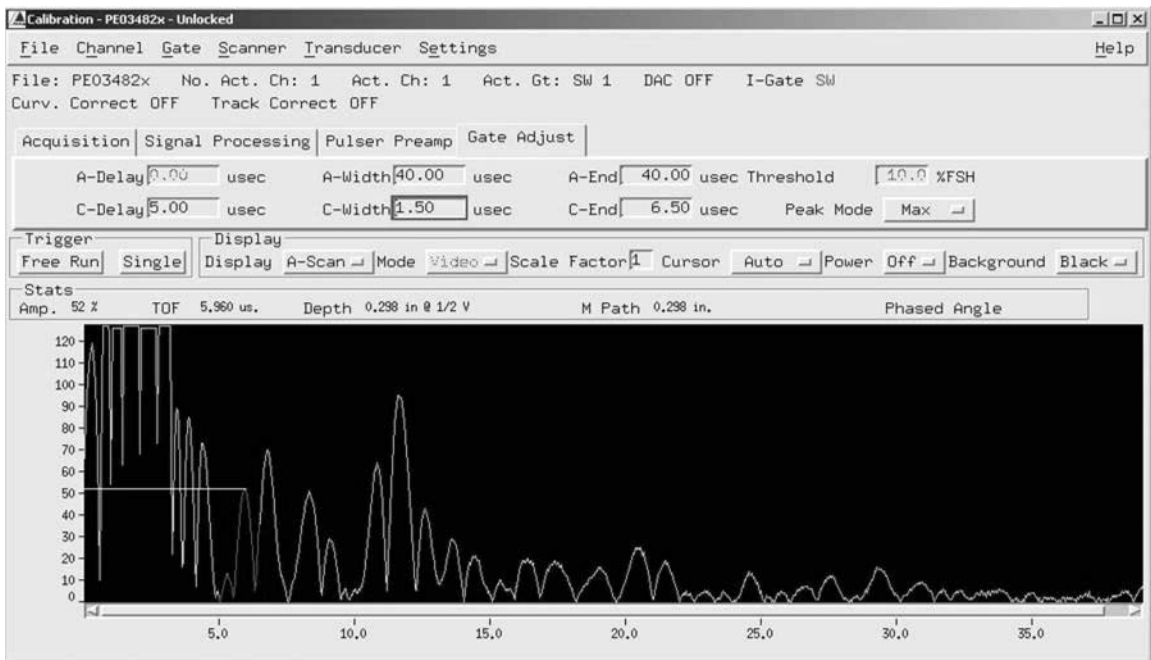 Calibration - PE03482x - Unlocked
File Channel Gate Scanner Transducer Settings Help
File: PE03482x No. Act. Ch: 1 Act. Ch: 1 Act. Gt: SW 1 DAC OFF I-Gate SW
Curv. Correct OFF Track Correct OFF
Acquisition Signal Processing Pulser Preamp Gate Adjust
A-Delay 0.00 usec A-Width 40.00 usec A-End 40.00 usec Threshold 10.0 %FSH
C-Delay 5.00 usec C-Width 1.50 usec C-End 6.50 usec Peak Mode Max
Trigger Display
Free Run Single Display A-Scan Mode Video Scale Factor 1 Cursor Auto Power Off Background Black
Stats
Amp. 52 % TOF 5.960 us. Depth 0.298 in @ 1/2 V M Path 0.298 in. Phased Angle
120
110
100
90
80
70
60
50
40
30
20
10
0
5.0 10.0 15.0 20.0 25.0 30.0 35.0